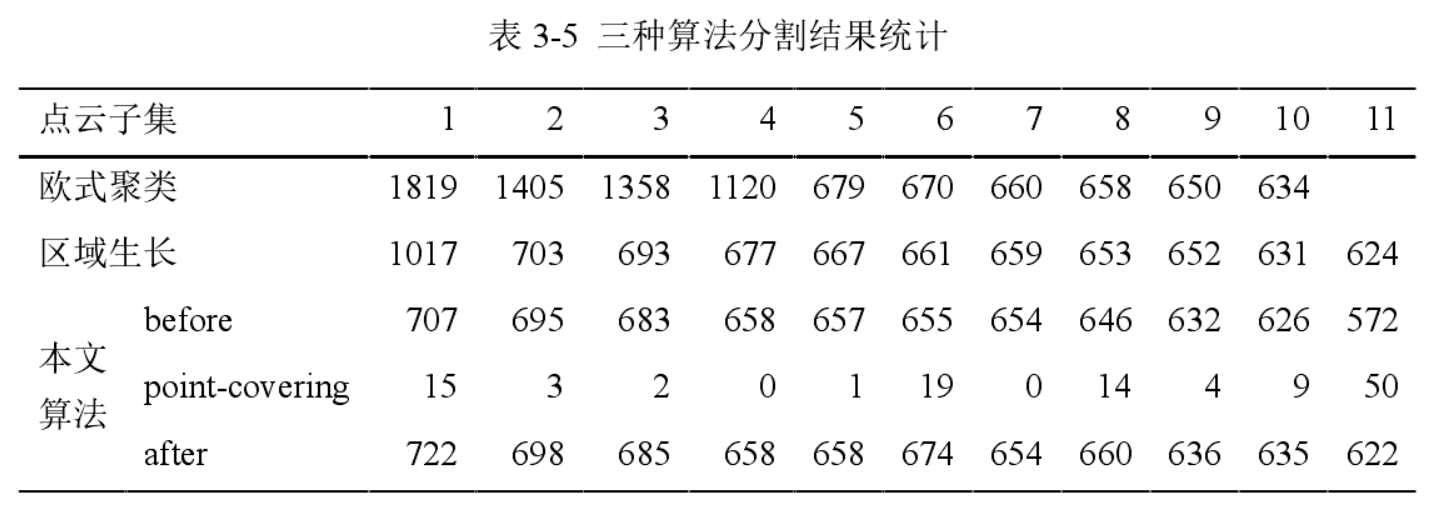 表 3-5 三种算法分割结果统计
点云子集 1 2 3 4 5 6 7 8 9 10 11
欧式聚类 1819 1405 1358 1120 679 670 660 658 650 634
区域生长 1017 703 693 677 667 661 659 653 652 631 624
本文算法
before 707 695 683 658 657 655 654 646 632 626 572
point-covering 15 3 2 0 1 19 0 14 4 9 50
after 722 698 685 658 658 674 654 660 636 635 622